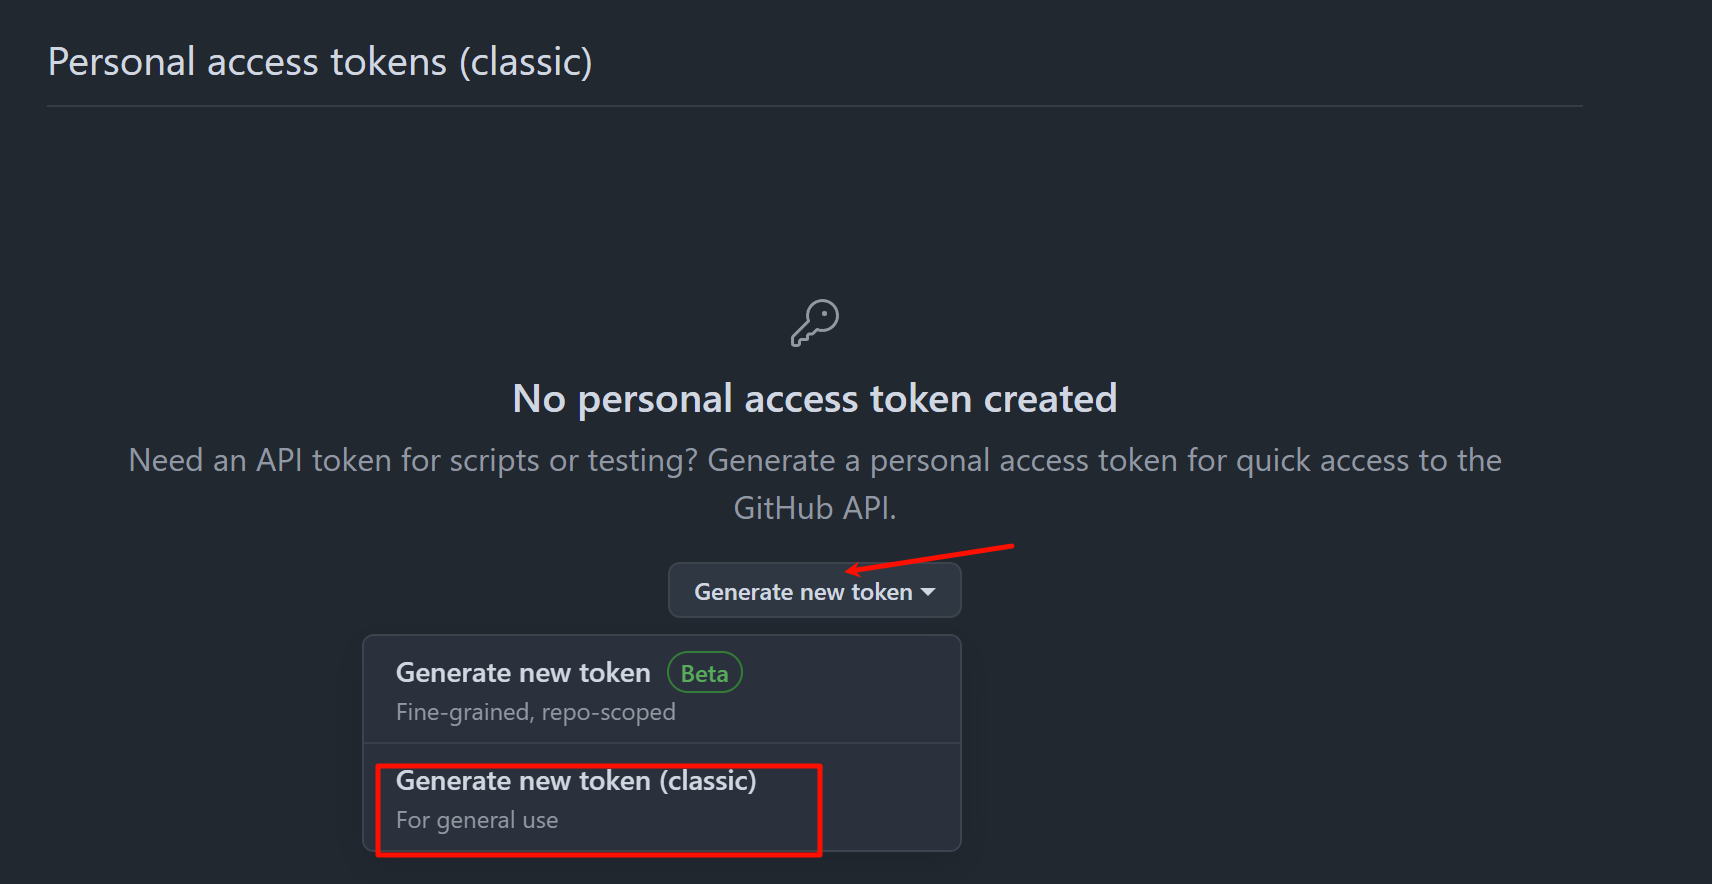 Personal access tokens (classic)
No personal access token created
Need an API token for scripts or testing? Generate a personal access token for quick access to the
GitHub API.
Generate new token
Generate new token Beta
Fine-grained, repo-scoped
Generate new token (classic)
For general use